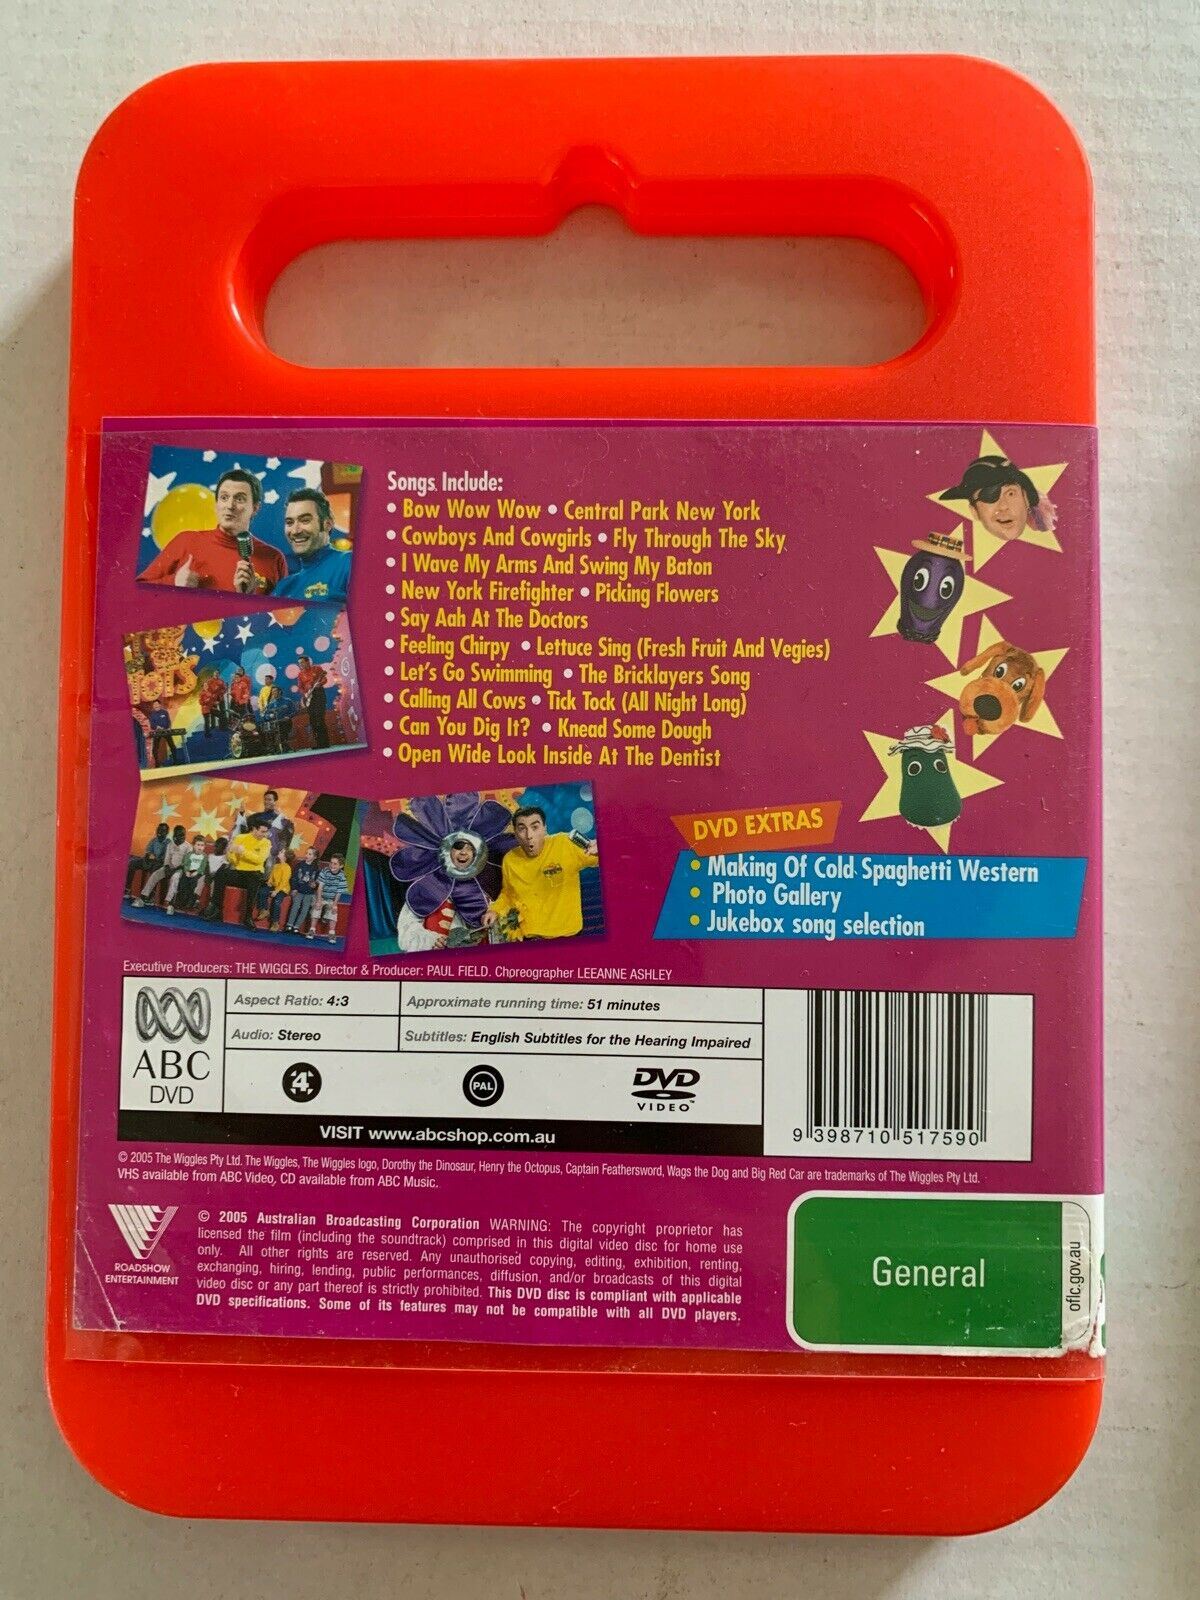 Songs Include:
• Bow Wow Wow • Central Park New York
• Cowboys And Cowgirls • Fly Through The Sky
• I Wave My Arms And Swing My Baton
• New York Firefighter • Picking Flowers
• Say Aah At The Doctors
• Feeling Chirpy • Lettuce Sing (Fresh Fruit And Vegies)
• Let's Go Swimming • The Bricklayers Song
• Calling All Cows • Tick Tock (All Night Long)
• Can You Dig It? • Knead Some Dough
• Open Wide Look Inside At The Dentist
DVD EXTRAS
• Making Of Cold Spaghetti Western
• Photo Gallery
• Jukebox song selection
Executive Producers: THE WIGGLES. Director & Producer: PAUL FIELD. Choreographer LEEANNE ASHLEY
ABC
DVD
Aspect Ratio: 4:3
Approximate running time: 51 minutes
Audio: Stereo
Subtitles: English Subtitles for the Hearing Impaired
4
PAL
DVD
VIDEO™
VISIT www.abcshop.com.au
9 398710 517590
© 2005 The Wiggles Pty Ltd. The Wiggles, The Wiggles logo, Dorothy the Dinosaur, Henry the Octopus, Captain Feathersword, Wags the Dog and Big Red Car are trademarks of The Wiggles Pty Ltd.
VHS available from ABC Video, CD available from ABC Music.
ROADSHOW
ENTERTAINMENT
© 2005 Australian Broadcasting Corporation WARNING: The copyright proprietor has
licensed the film (including the soundtrack) comprised in this digital video disc for home use
only. All other rights are reserved. Any unauthorised copying, editing, exhibition, renting,
exchanging, hiring, lending, public performances, diffusion, and/or broadcasts of this digital
video disc or any part thereof is strictly prohibited. This DVD disc is compliant with applicable
DVD specifications. Some of its features may not be compatible with all DVD players.
General
oflc.gov.au